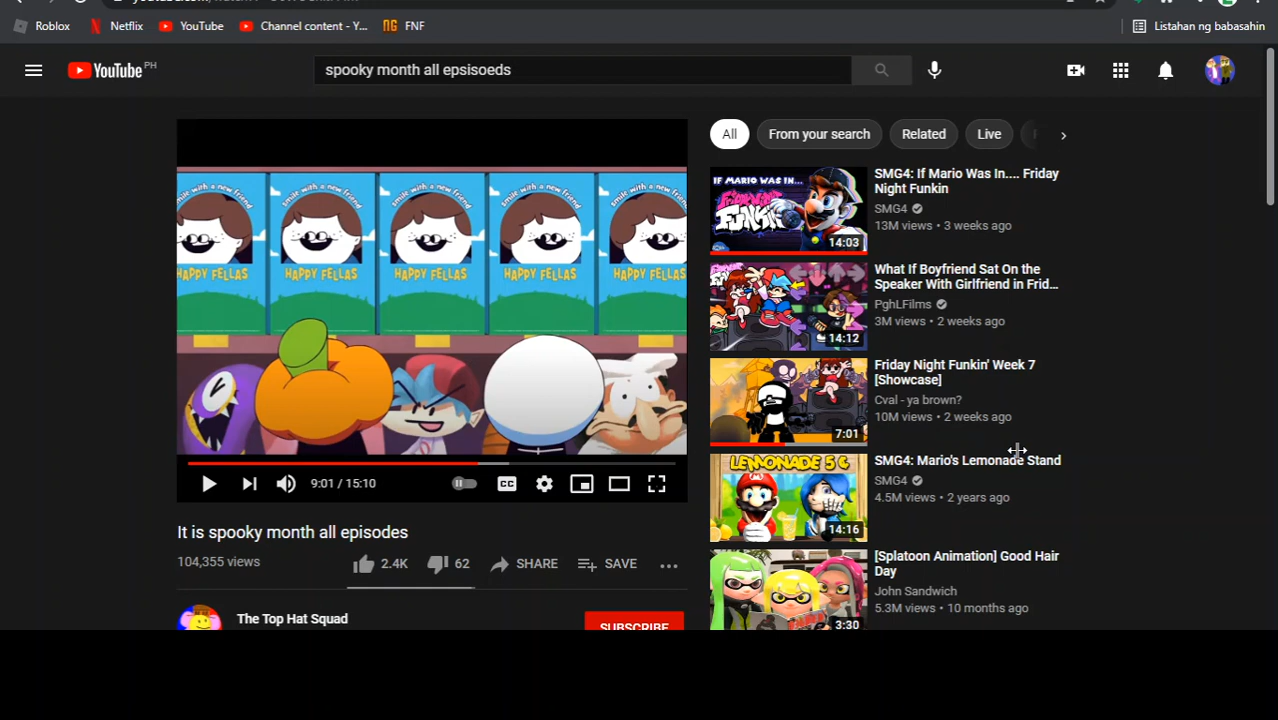 Roblox
Netflix
YouTube
Channel content - Y...
NG FNF
Listahan ng babasahin
YouTube PH
spooky month all epsisoeds
All
From your search
Related
Live
Smile with a new friend
Smile with a new friend
Smile with a new friend
Smile with a new friend
HAPPY FELLAS
HAPPY FELLAS
HAPPY FELLAS
HAPPY FELLAS
HAPPY FELLAS
9:01 / 15:10
CC
It is spooky month all episodes
104,355 views
2.4K
62
SHARE
SAVE
The Top Hat Squad
SUBSCRIBE
IF MARIO WAS IN...
FRIDAY NIGHT FUNKIN
14:03
SMG4: If Mario Was In.... Friday
Night Funkin
SMG4
13M views • 3 weeks ago
14:12
What If Boyfriend Sat On the
Speaker With Girlfriend in Frid...
PghLFilms
3M views • 2 weeks ago
7:01
Friday Night Funkin' Week 7
[Showcase]
Cval - ya brown?
10M views • 2 weeks ago
LEMONADE 5¢
14:16
SMG4: Mario's Lemonade Stand
SMG4
4.5M views • 2 years ago
3:30
[Splatoon Animation] Good Hair
Day
John Sandwich
5.3M views • 10 months ago